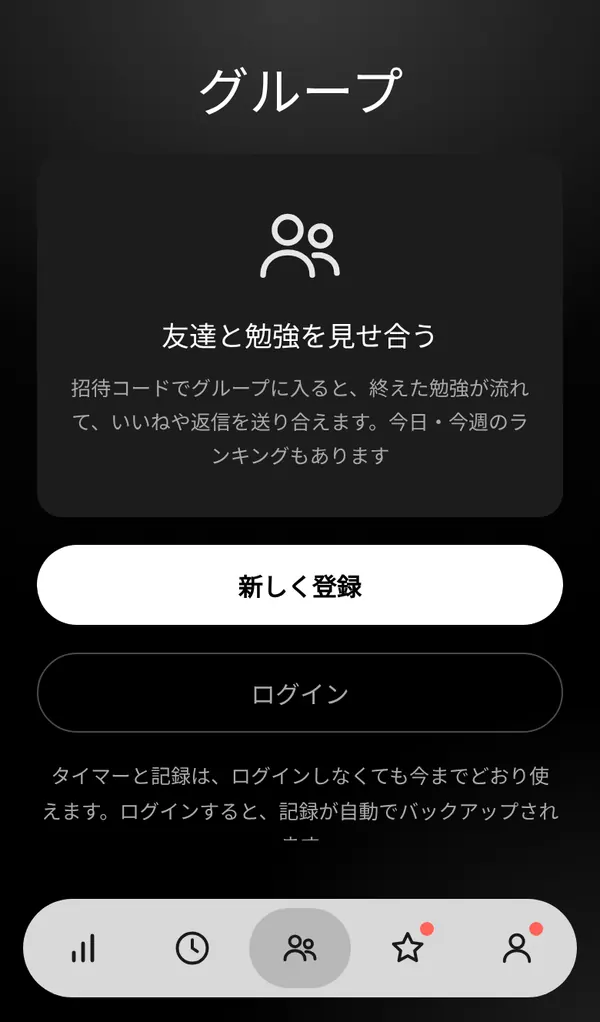 グループ
友達と勉強を見せ合う
招待コードでグループに入ると、終えた勉強が流れ
て、いいねや返信を送り合えます。今日・今週のラ
ンキングもあります
新しく登録
ログイン
タイマーと記録は、ログインしなくても今までどおり使
えます。ログインすると、記録が自動でバックアップされ